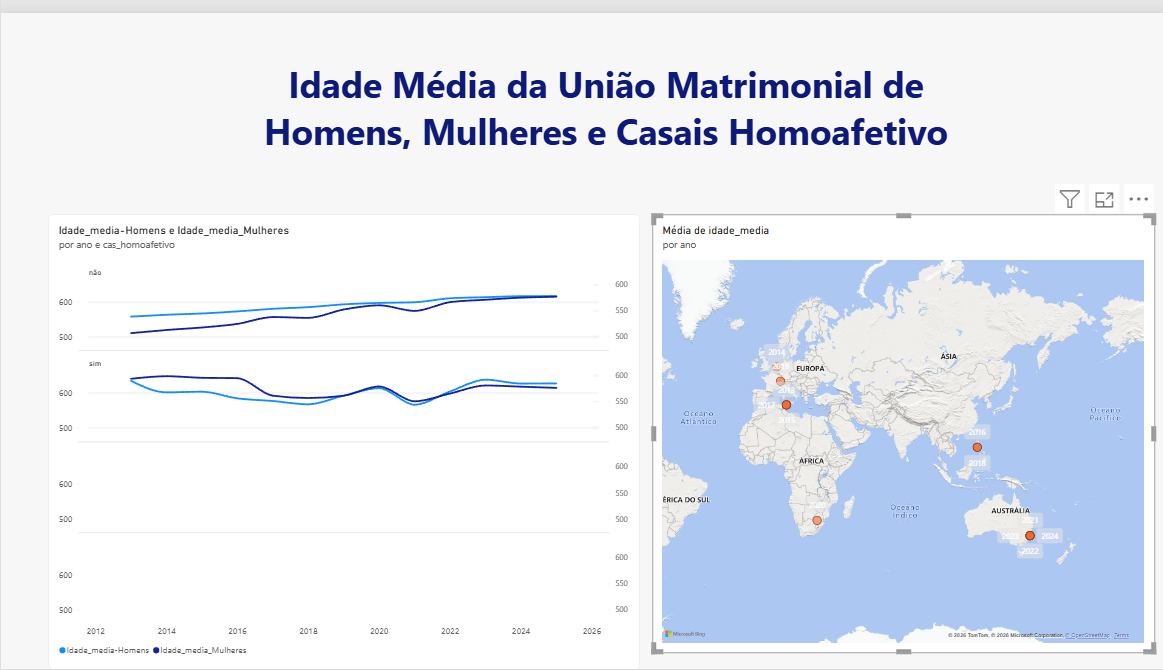 Idade Média da União Matrimonial de
Homens, Mulheres e Casais Homoafetivo
Idade_media-Homens e Idade_media_Mulheres
por ano e cas_homoafetivo
não
600
500
600
550
500
sim
600
500
600
550
500
600
500
600
550
500
600
500
600
550
500
2012 2014 2016 2018 2020 2022 2024 2026
Idade_media-Homens Idade_media_Mulheres
Média de idade_media
por ano
2014
EUROPA
ÁSIA
Oceano
Atlântico
Oceano
Pacífico
2016
2018
ÁFRICA
ÉRICA DO SUL
Oceano
Índico
AUSTRÁLIA
2021
2023 2024
2022
Microsoft Bing
© 2026 TomTom, © 2026 Microsoft Corporation, © OpenStreetMap Terms